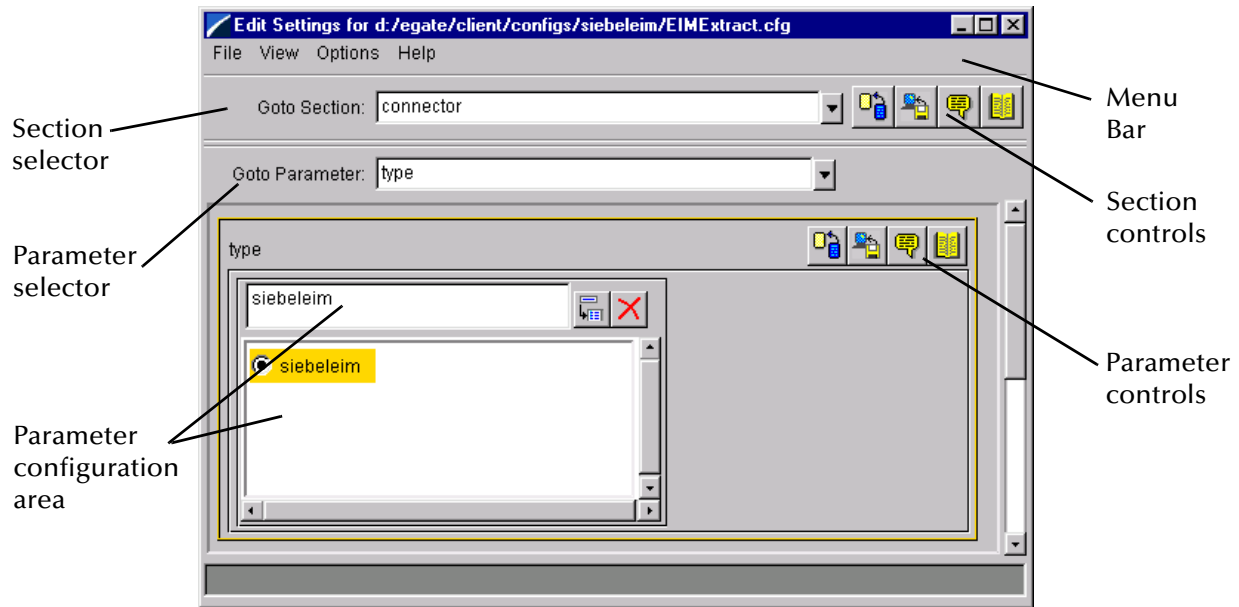 Edit Settings for d:/egate/client/configs/siebeleim/EIMExtract.cfg
File View Options Help
Goto Section: connector
Goto Parameter: type
type
siebeleim
siebeleim
Section
selector
Parameter
selector
Parameter
configuration
area
Menu
Bar
Section
controls
Parameter
controls